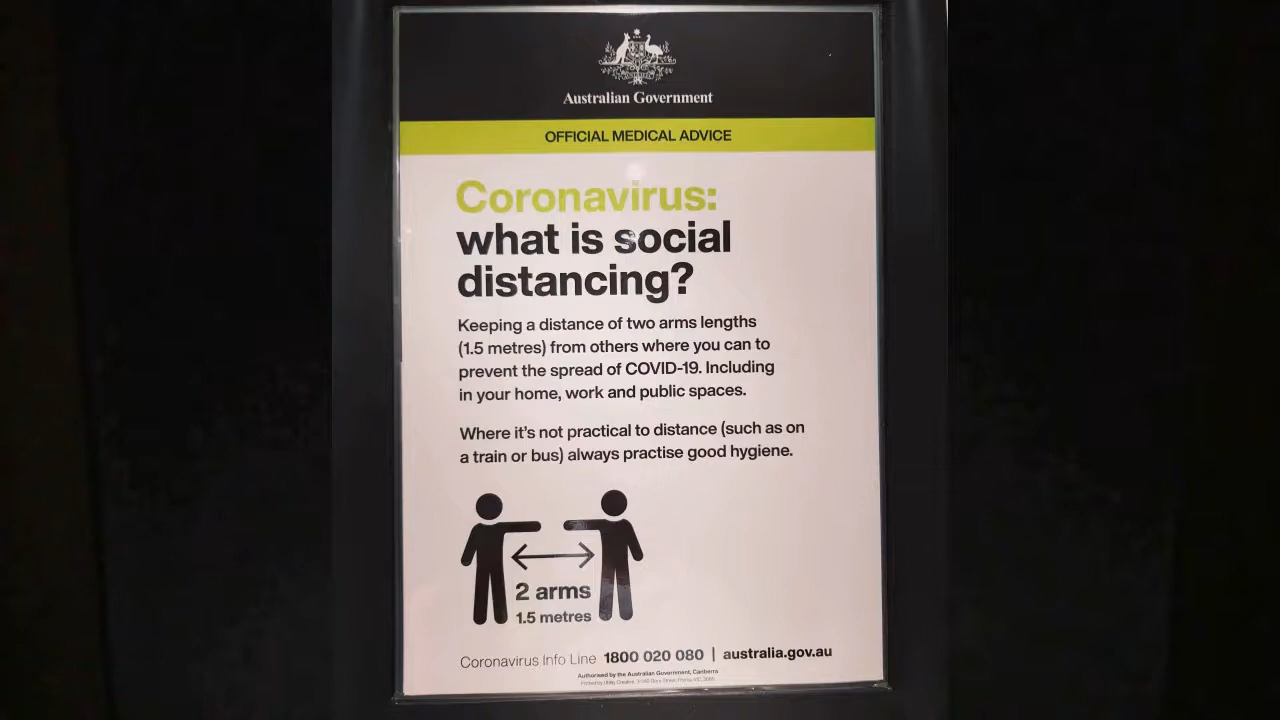 Australian Government
OFFICIAL MEDICAL ADVICE
Coronavirus:
what is social
distancing?
Keeping a distance of two arms lengths
(1.5 metres) from others where you can to
prevent the spread of COVID-19. Including
in your home, work and public spaces.
Where it's not practical to distance (such as on
a train or bus) always practise good hygiene.
2 arms
1.5 metres
Coronavirus Info Line 1800 020 080 | australia.gov.au
Authorised by the Australian Government, Canberra